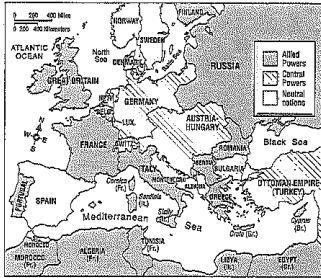 0 200 400 Miles
0 200 400 Kilometers
NORWAY
FINLAND
SWEDEN
ATLANTIC
OCEAN
North
Sea
DENMARK
RUSSIA
GREAT BRITAIN
Allied
Powers
Central
Powers
Neutral
nations
GERMANY
LUX.
N
W
E
S
AUSTRIA-
HUNGARY
FRANCE
SWITZ.
ROMANIA
Black Sea
SERBIA
BULGARIA
ITALY
MONTENEGRO
ALBANIA
Corsica
(Fr.)
OTTOMAN EMPIRE
(TURKEY)
PORTUGAL
SPAIN
Sardinia
(It.)
GREECE
Sicily
Mediterranean
Sea
Crete (Gr.)
Cyprus
(Br.)
MOROCCO
MOROCCO
(Fr.)
ALGERIA
(Fr.)
TUNISIA
(Fr.)
LIBYA
(It.)
EGYPT